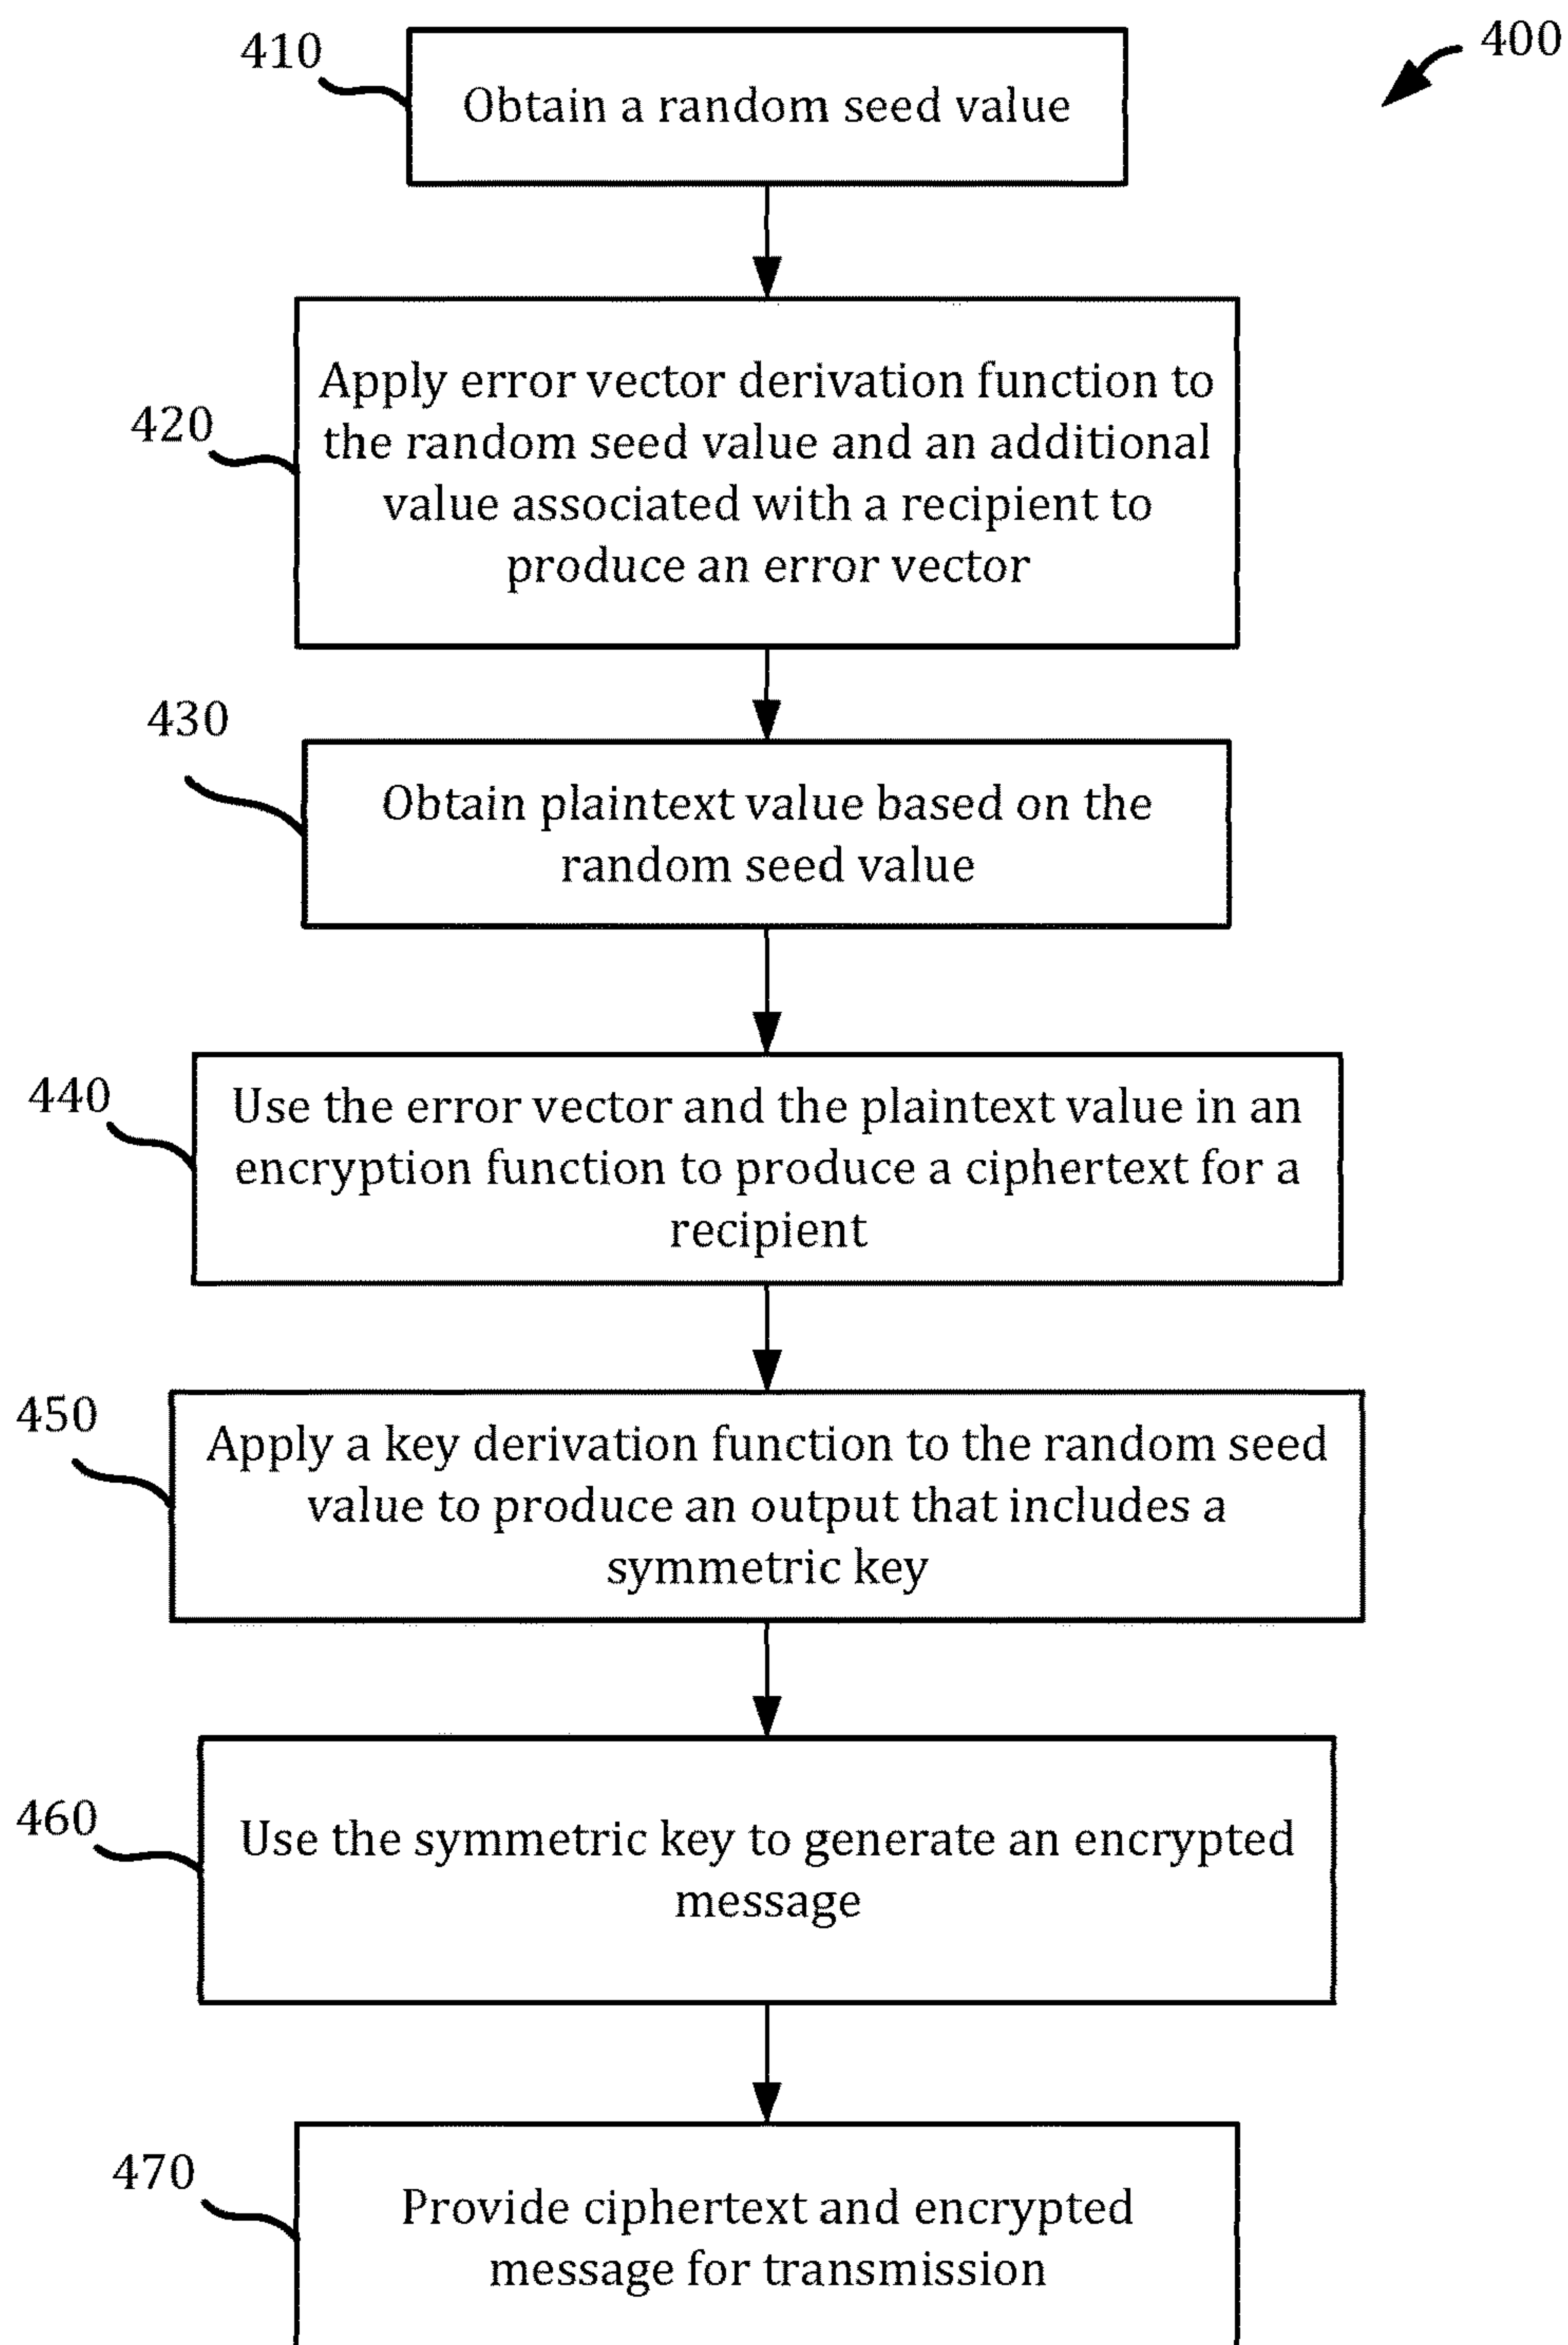 400
410
Obtain a random seed value
420
Apply error vector derivation function to
the random seed value and an additional
value associated with a recipient to
produce an error vector
430
Obtain plaintext value based on the
random seed value
440
Use the error vector and the plaintext value in an
encryption function to produce a ciphertext for a
recipient
450
Apply a key derivation function to the random seed
value to produce an output that includes a
symmetric key
460
Use the symmetric key to generate an encrypted
message
470
Provide ciphertext and encrypted
message for transmission